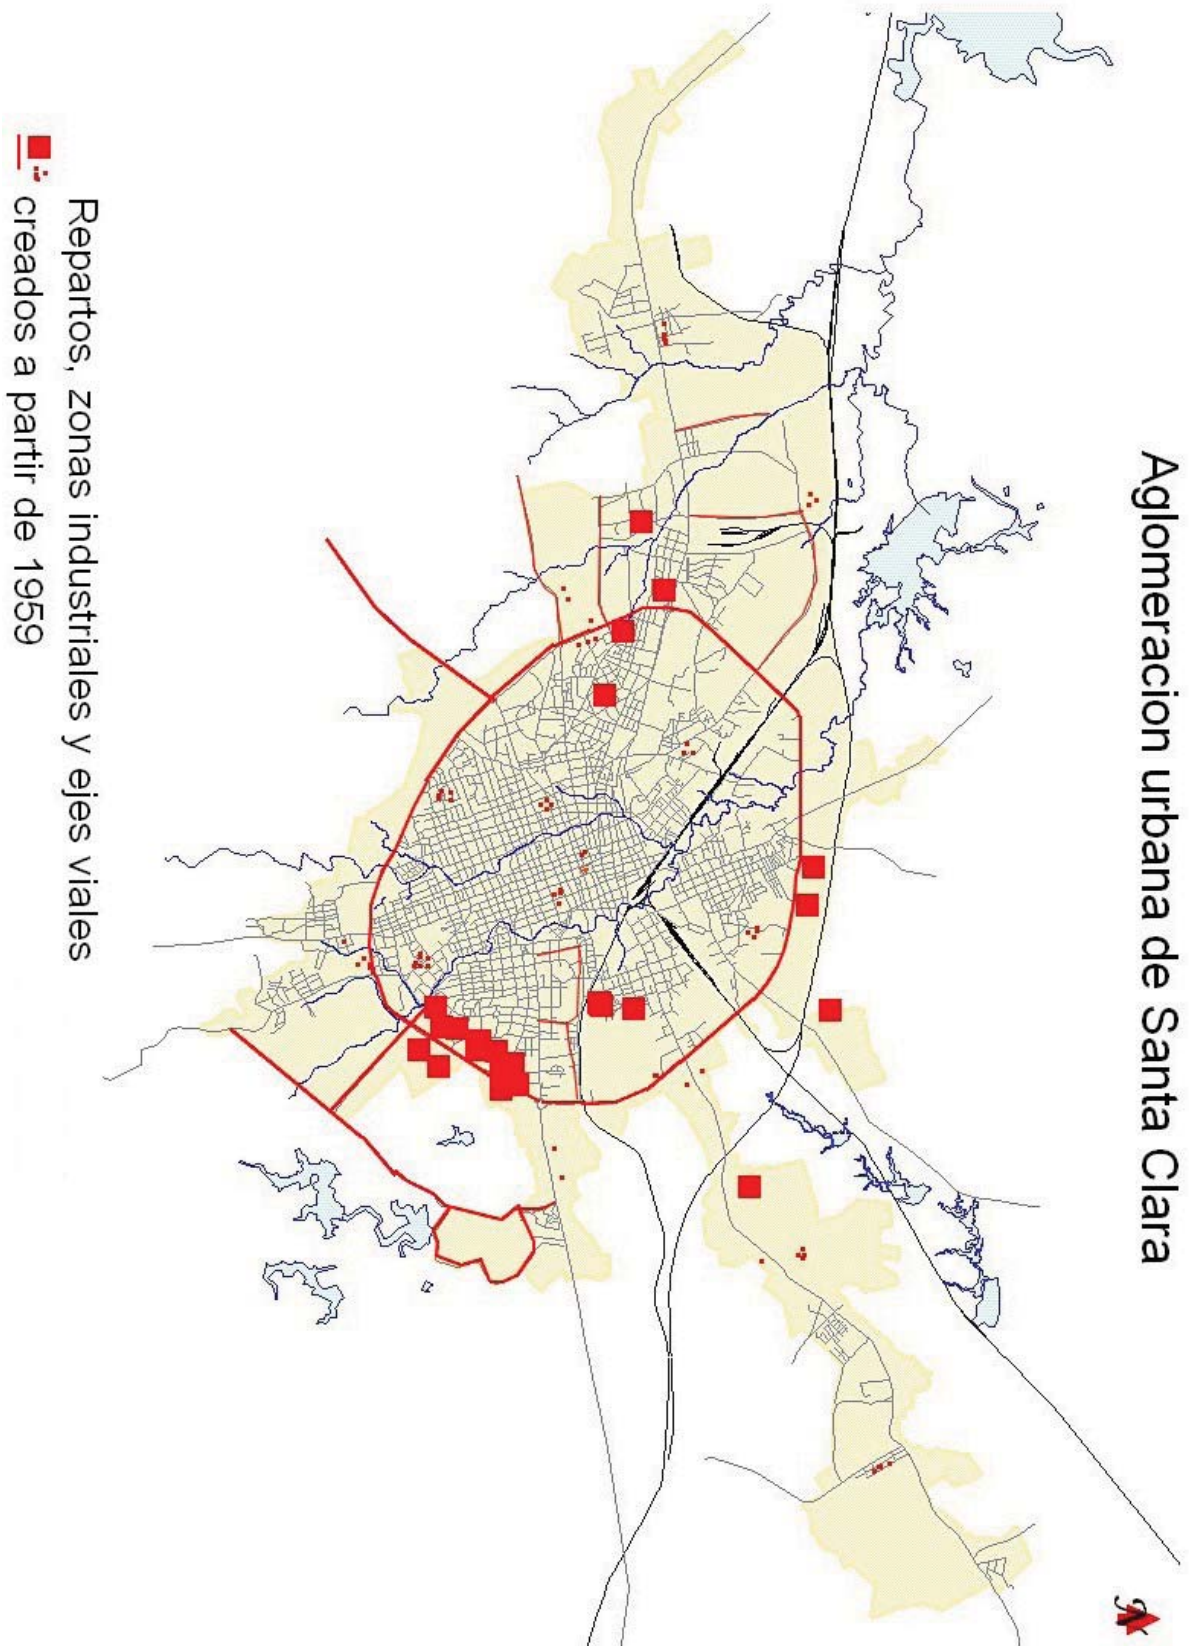 Aglomeracion urbana de Santa Clara
N
Repartos, zonas industriales y ejes viales
creados a partir de 1959